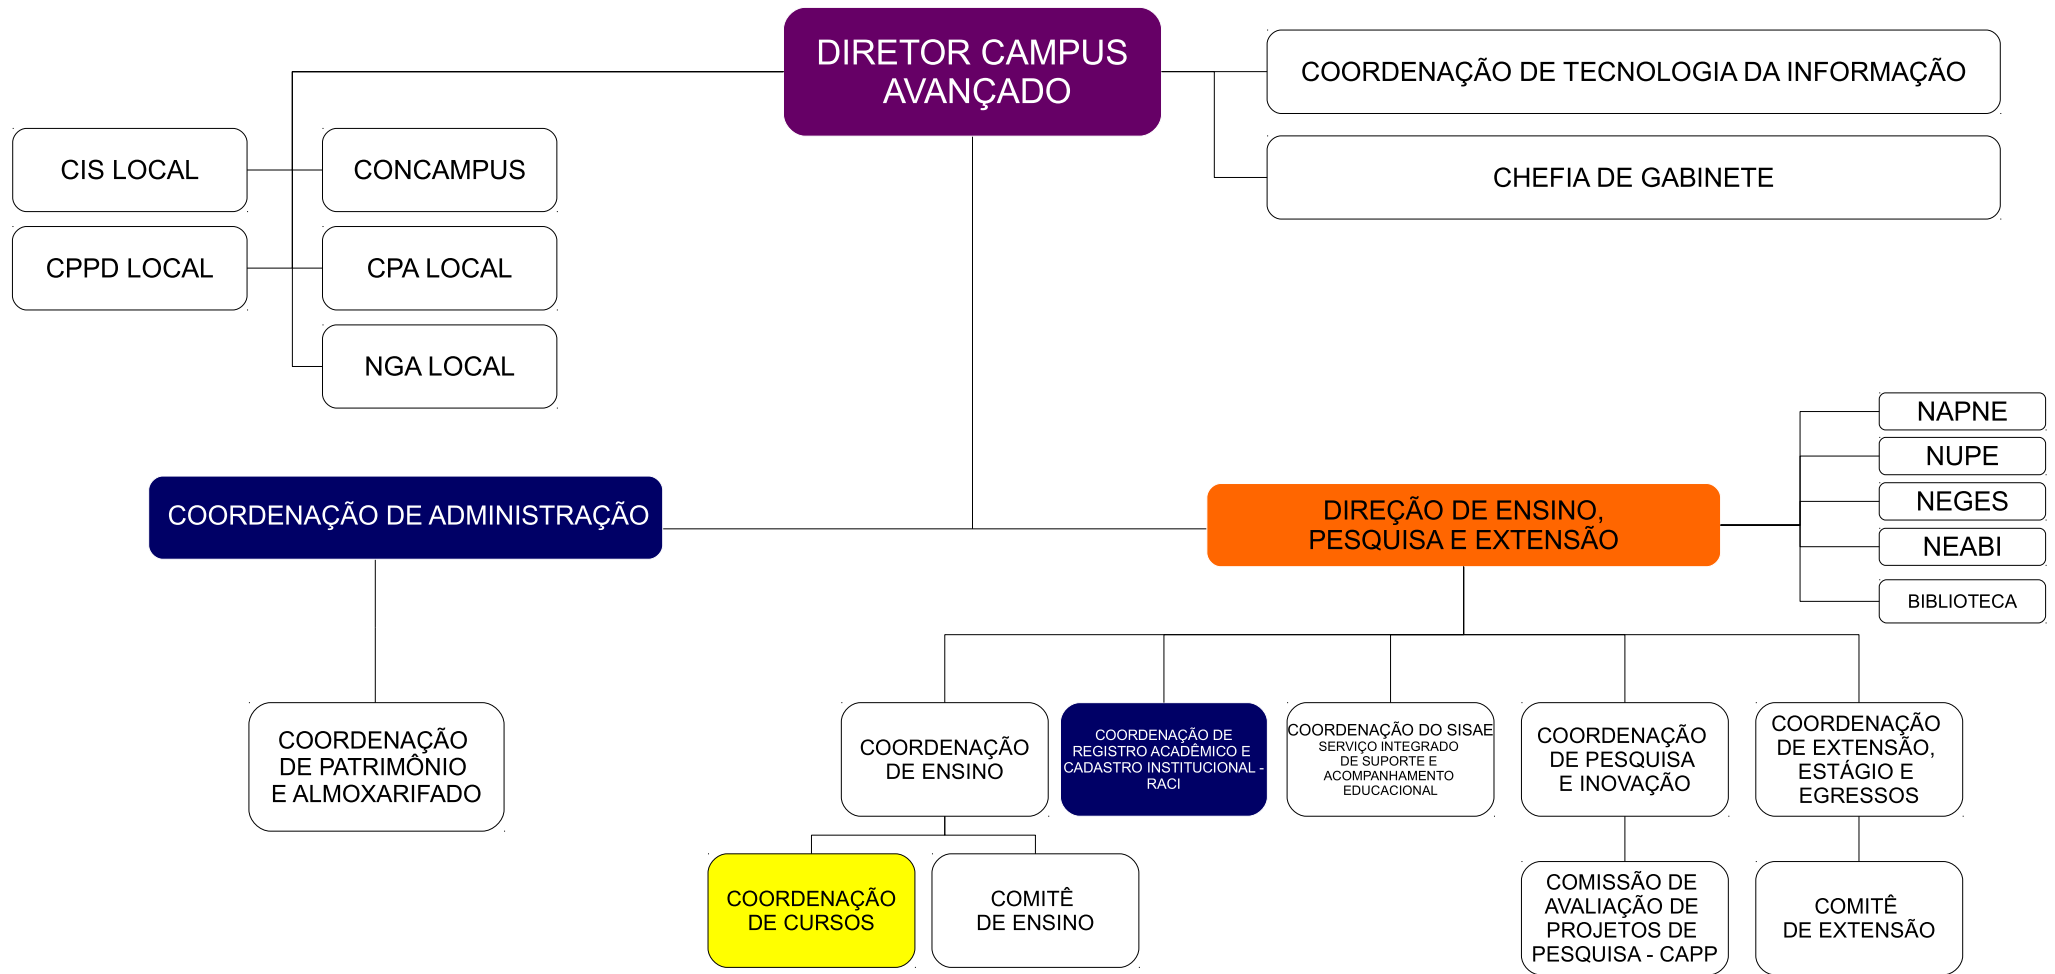 DIRETOR CAMPUS
AVANÇADO
COORDENAÇÃO DE TECNOLOGIA DA INFORMAÇÃO
CHEFIA DE GABINETE
CIS LOCAL
CONCAMPUS
CPPD LOCAL
CPA LOCAL
NGA LOCAL
NAPNE
NUPE
NEGES
NEABI
BIBLIOTECA
COORDENAÇÃO DE ADMINISTRAÇÃO
DIREÇÃO DE ENSINO,
PESQUISA E EXTENSÃO
COORDENAÇÃO
DE PATRIMÔNIO
E ALMOXARIFADO
COORDENAÇÃO
DE ENSINO
COORDENAÇÃO DE
REGISTRO ACADÊMICO E
CADASTRO INSTITUCIONAL -
RACI
COORDENAÇÃO DO SISAE
SERVIÇO INTEGRADO
DE SUPORTE E
ACOMPANHAMENTO
EDUCACIONAL
COORDENAÇÃO
DE PESQUISA
E INOVAÇÃO
COORDENAÇÃO
DE EXTENSÃO,
ESTÁGIO E
EGRESSOS
COORDENAÇÃO
DE CURSOS
COMITÊ
DE ENSINO
COMISSÃO DE
AVALIAÇÃO DE
PROJETOS DE
PESQUISA - CAPP
COMITÊ
DE EXTENSÃO